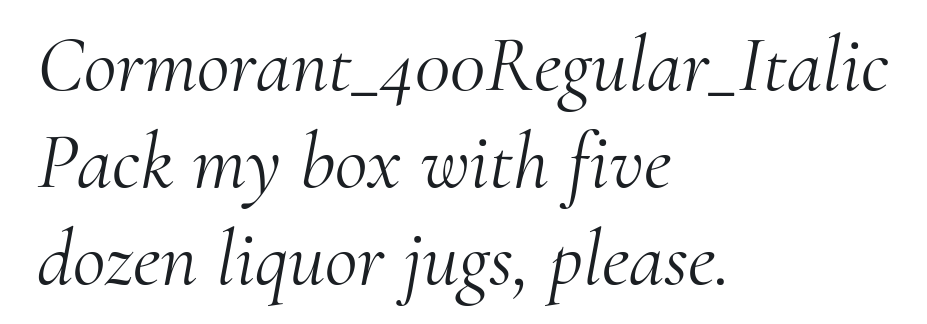 Cormorant_400Regular_Italic
Pack my box with five
dozen liquor jugs, please.